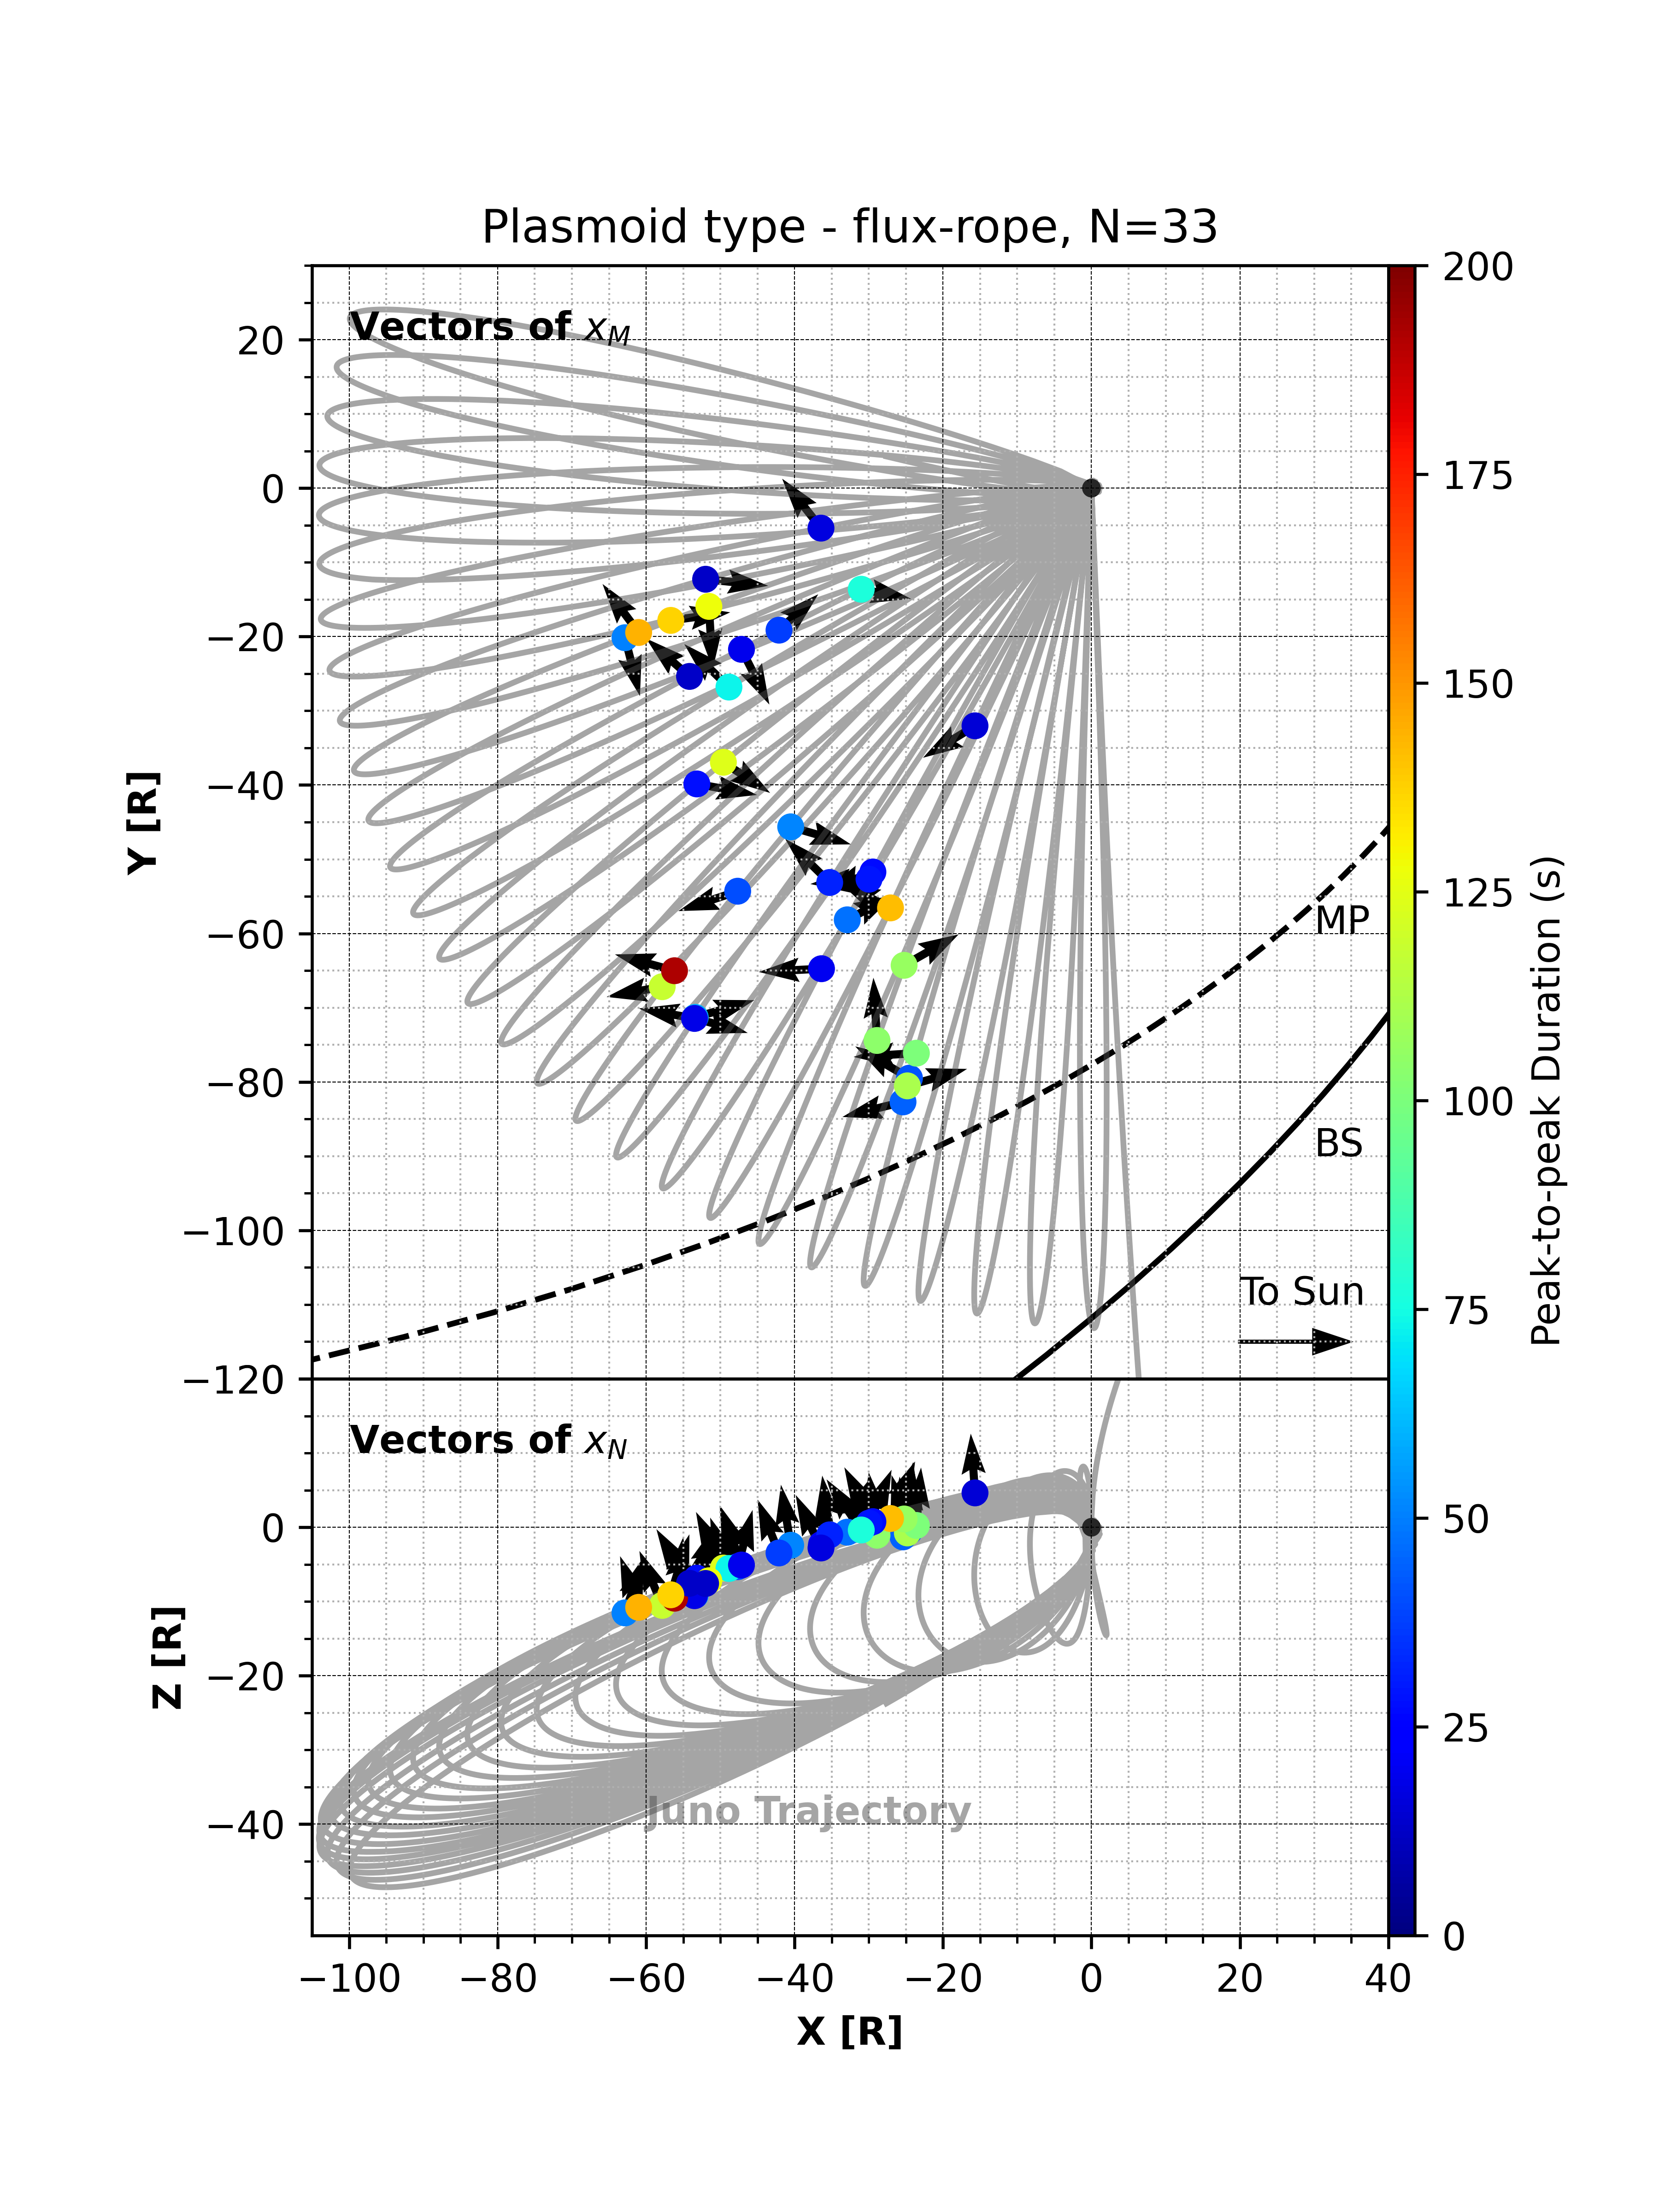 Plasmoid type - flux-rope, N=33
Vectors of x_M
20
0
−20
−40
−60
−80
−100
−120
Y [R]
MP
BS
To Sun
Vectors of x_N
0
−20
−40
Z [R]
Juno Trajectory
−100 −80 −60 −40 −20 0 20 40
X [R]
200
175
150
125
100
75
50
25
0
Peak-to-peak Duration (s)